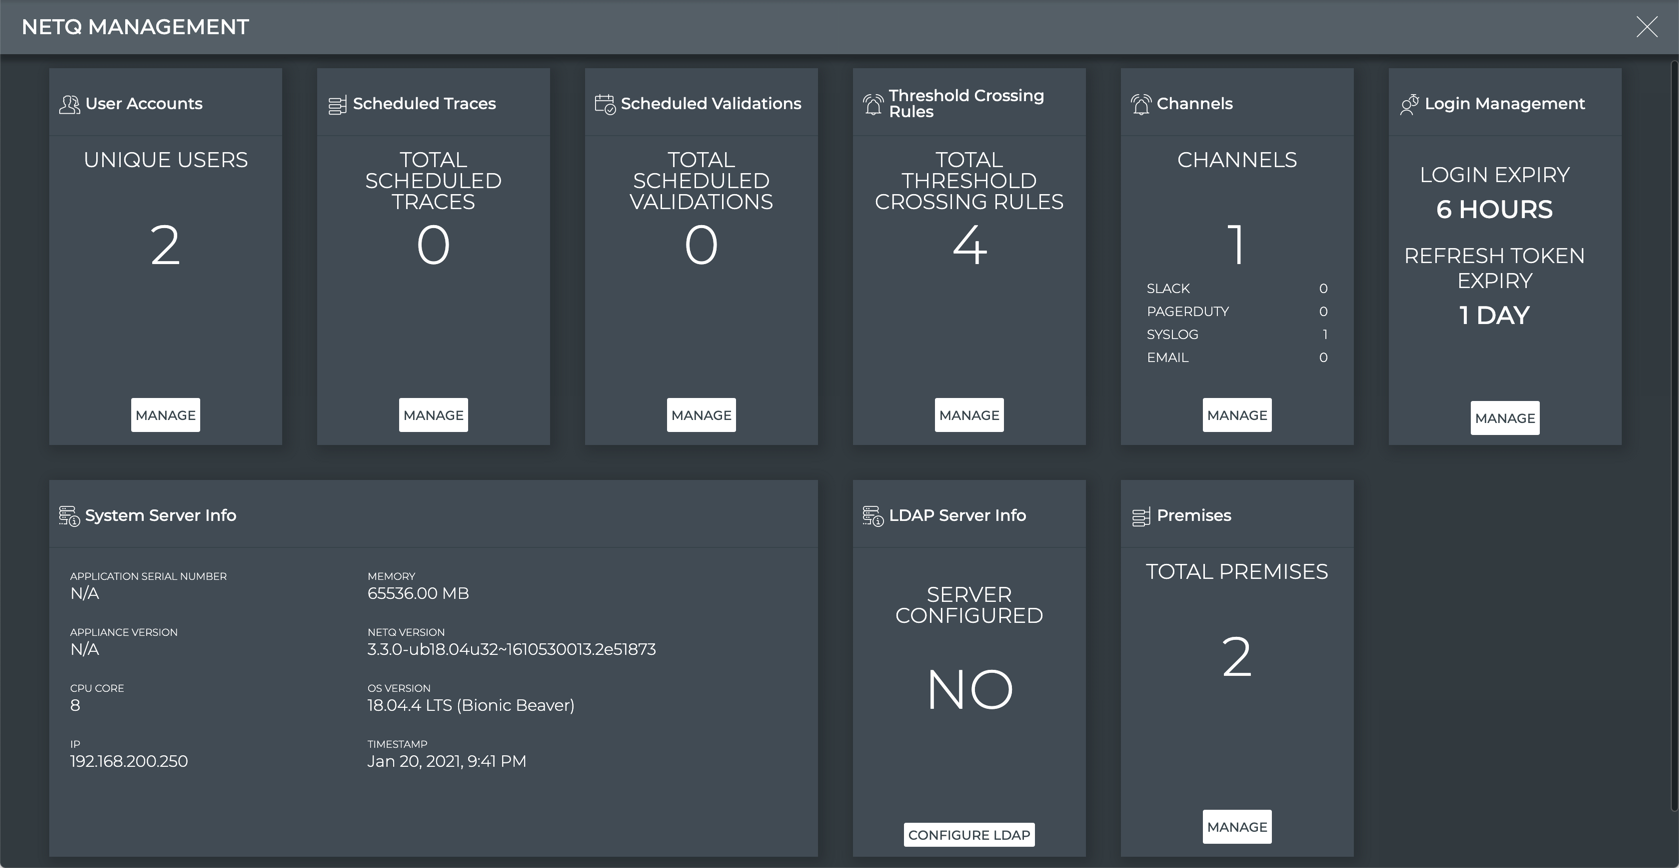 NETQ MANAGEMENT
User Accounts
UNIQUE USERS
2
MANAGE
Scheduled Traces
TOTAL
SCHEDULED
TRACES
0
MANAGE
Scheduled Validations
TOTAL
SCHEDULED
VALIDATIONS
0
MANAGE
Threshold Crossing
Rules
TOTAL
THRESHOLD
CROSSING RULES
4
MANAGE
Channels
CHANNELS
1
SLACK 0
PAGERDUTY 0
SYSLOG 1
EMAIL 0
MANAGE
Login Management
LOGIN EXPIRY
6 HOURS
REFRESH TOKEN
EXPIRY
1 DAY
MANAGE
System Server Info
APPLICATION SERIAL NUMBER
N/A
APPLIANCE VERSION
N/A
CPU CORE
8
IP
192.168.200.250
MEMORY
65536.00 MB
NETQ VERSION
3.3.0-ub18.04u32~1610530013.2e51873
OS VERSION
18.04.4 LTS (Bionic Beaver)
TIMESTAMP
Jan 20, 2021, 9:41 PM
LDAP Server Info
SERVER
CONFIGURED
NO
CONFIGURE LDAP
Premises
TOTAL PREMISES
2
MANAGE